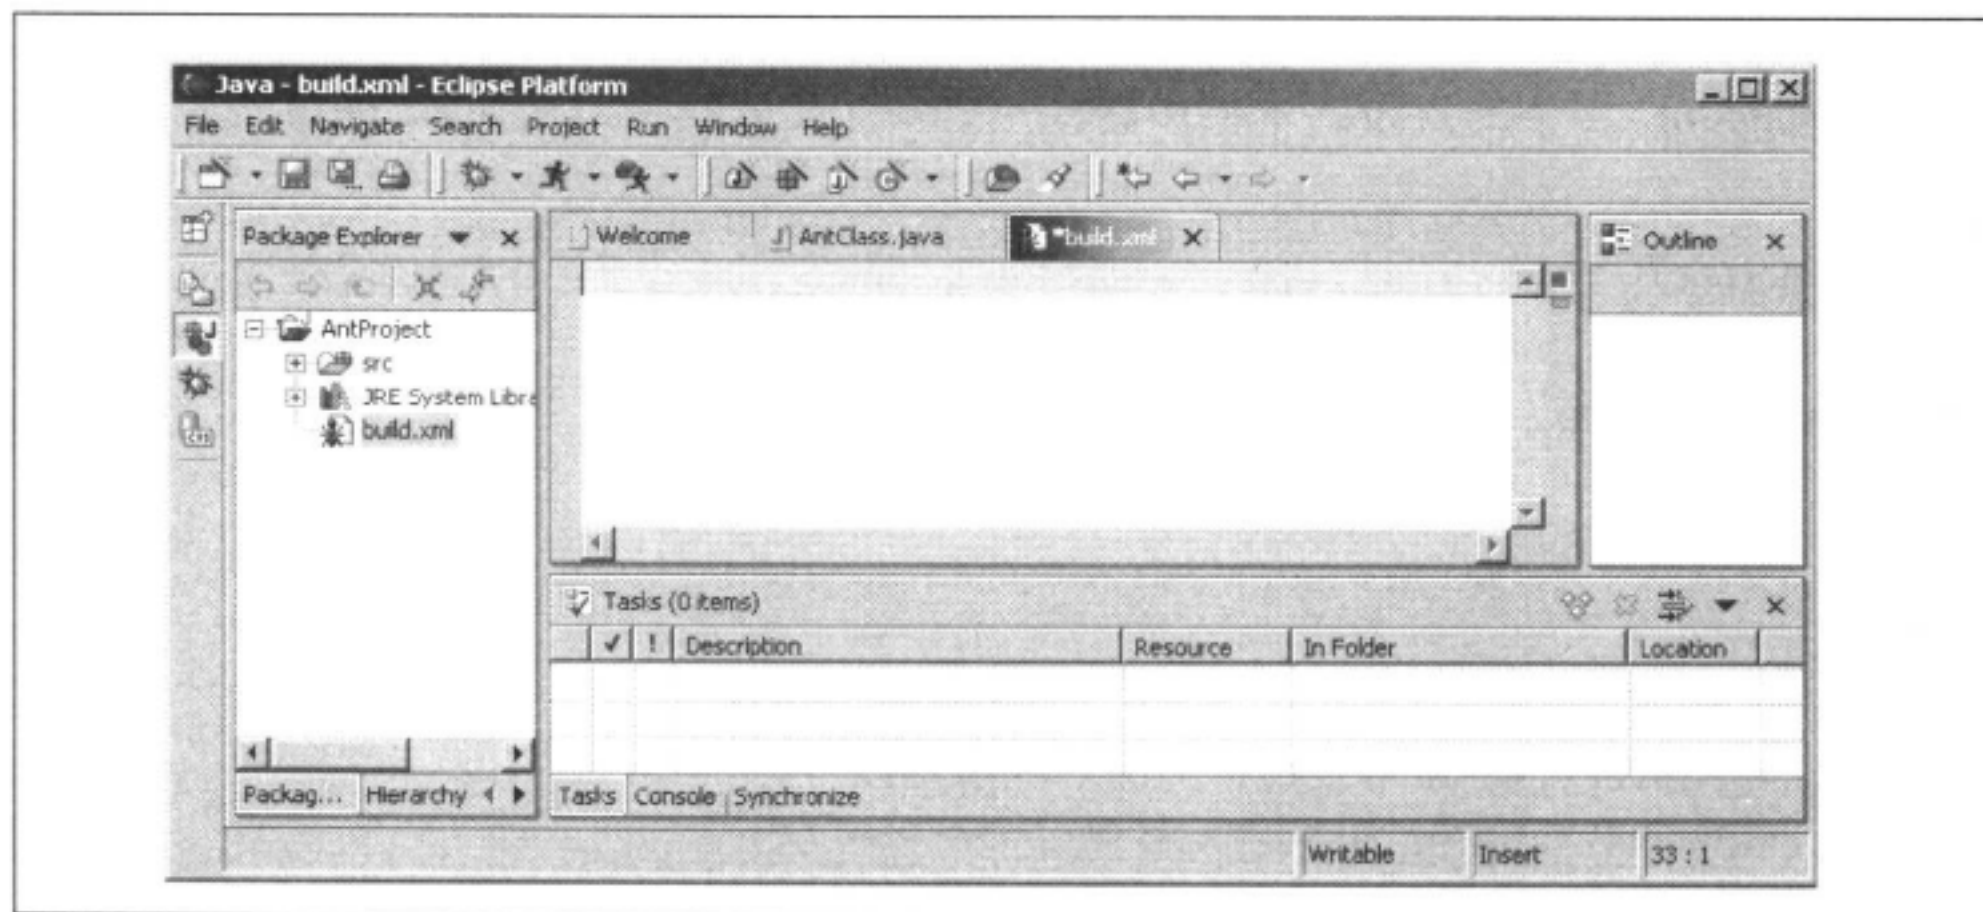 Java - build.xml - Eclipse Platform
File Edit Navigate Search Project Run Window Help
Package Explorer
Welcome
AntClass.java
*build.xml
Outline
AntProject
src
JRE System Libra
build.xml
Tasks (0 items)
! Description Resource In Folder Location
Packag... Hierarchy
Tasks Console Synchronize
Writable Insert 33 : 1